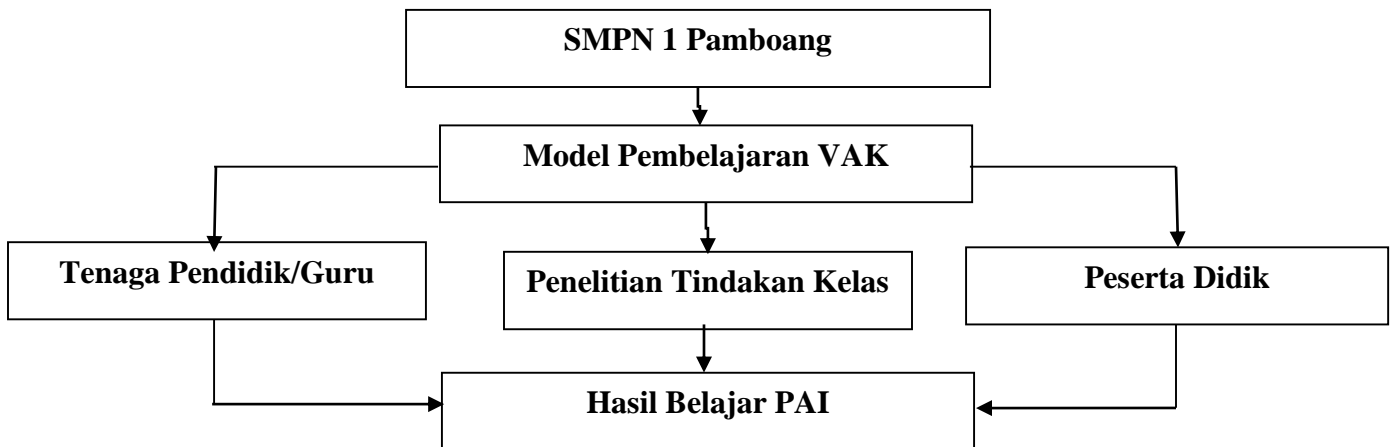 SMPN 1 Pamboang
Model Pembelajaran VAK
Tenaga Pendidik/Guru
Penelitian Tindakan Kelas
Peserta Didik
Hasil Belajar PAI